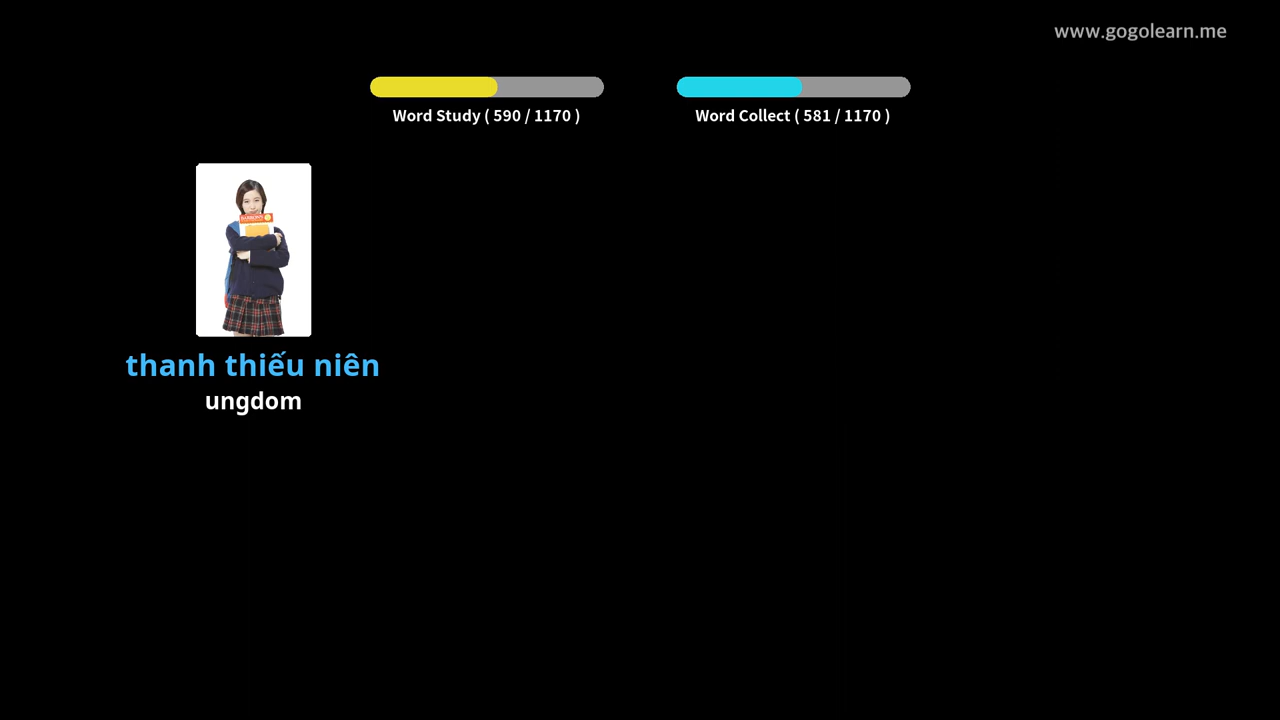 www.gogolearn.me
Word Study ( 590 / 1170 )
Word Collect ( 581 / 1170 )
thanh thiếu niên
ungdom